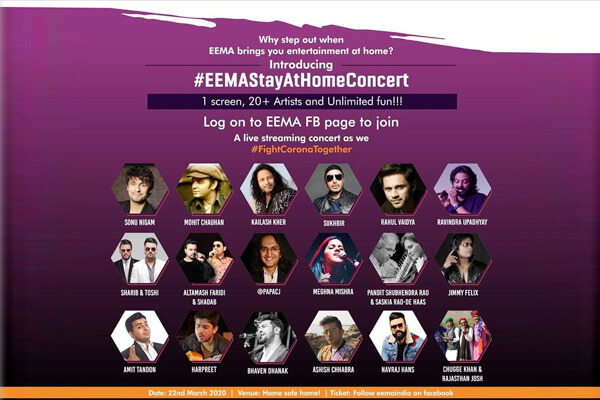 Why step out when
EEMA brings you entertainment at home?
Introducing
#EEMAStayAtHomeConcert
1 screen, 20+ Artists and Unlimited fun!!!
Log on to EEMA FB page to join
A live streaming concert as we
#FightCoronaTogether
SONU NIGAM
MOHIT CHAUHAN
KAILASH KHER
SUKHBIR
RAHUL VAIDYA
RAVINDRA UPADHYAY
SHARIB & TOSHI
ALTAMASH FARIDI
& SHADAB
@PAPACJ
MEGHNA MISHRA
PANDIT SHUBHENDRA RAO
& SASKIA RAO-DE HAAS
JIMMY FELIX
AMIT TANDON
HARPREET
BHAVEN DHANAK
ASHISH CHHABRA
NAVRAJ HANS
CHUGGE KHAN &
RAJASTHAN JOSH
Date: 22nd March 2020 | Venue: Home safe home! | Ticket: Follow eemaindia on facebook